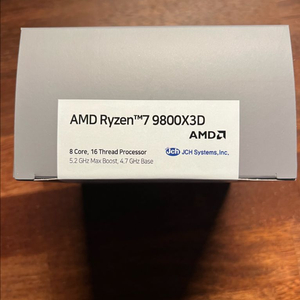 AMD Ryzen™7 9800X3D
AMD
8 Core, 16 Thread Processor
5.2 GHz Max Boost, 4.7 GHz Base
Jch JCH Systems, Inc.